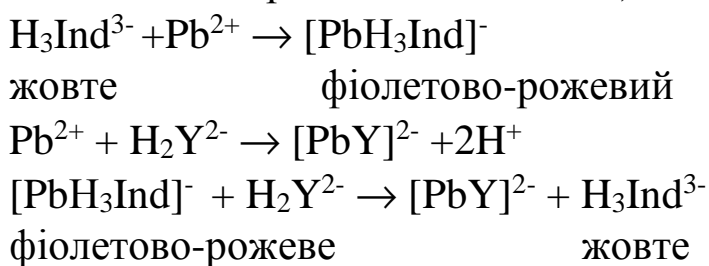 H₃Ind³⁻ +Pb²⁺ → [PbH₃Ind]⁻
жовте фіолетово-рожевий
Pb²⁺ + H₂Y²⁻ → [PbY]²⁻ +2H⁺
[PbH₃Ind]⁻ + H₂Y²⁻ → [PbY]²⁻ + H₃Ind³⁻
фіолетово-рожеве жовте